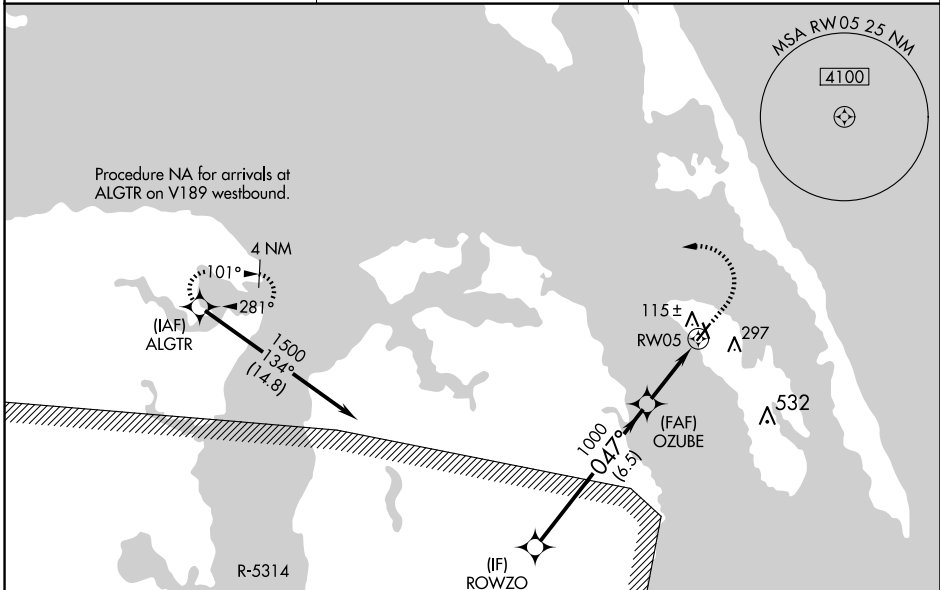 MSA RW05 25 NM
4100
Procedure NA for arrivals at
ALGTR on V189 westbound.
4 NM
101°
281°
(IAF)
ALGTR
1500
134°
(14.8)
115±
RW05
297
532
(FAF)
OZUBE
1000
047°
(6.5)
(IF)
ROWZO
R-5314